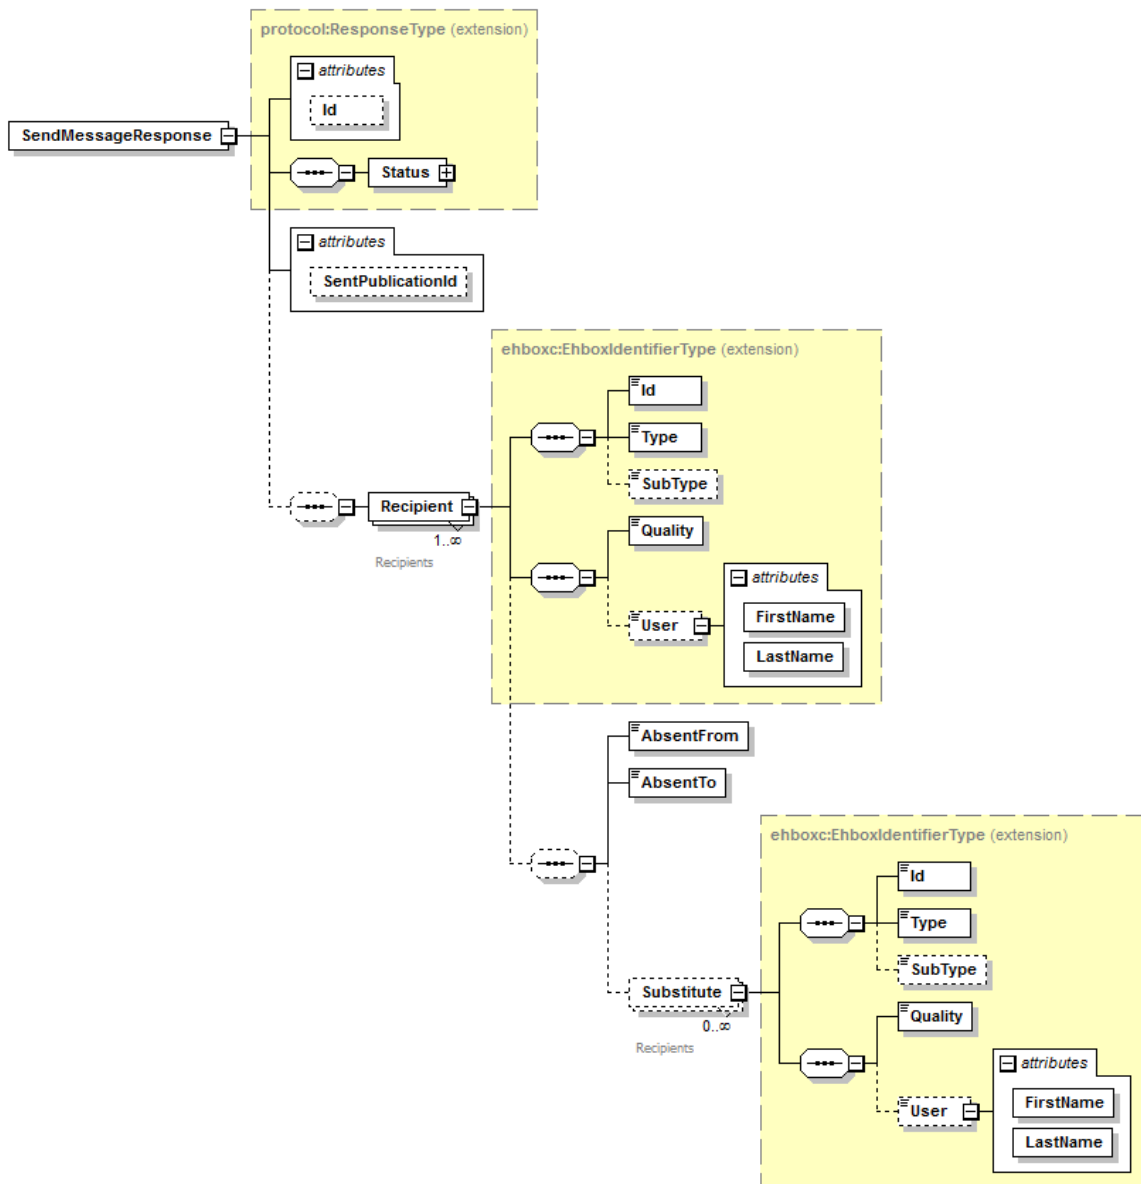 protocol:ResponseType (extension)
attributes
Id
SendMessageResponse
Status
attributes
SentPublicationId
ehboxc:EhboxIdentifierType (extension)
Id
Type
SubType
Recipient
1..∞
Recipients
Quality
attributes
User
FirstName
LastName
AbsentFrom
AbsentTo
ehboxc:EhboxIdentifierType (extension)
Id
Type
SubType
Substitute
0..∞
Recipients
Quality
attributes
User
FirstName
LastName